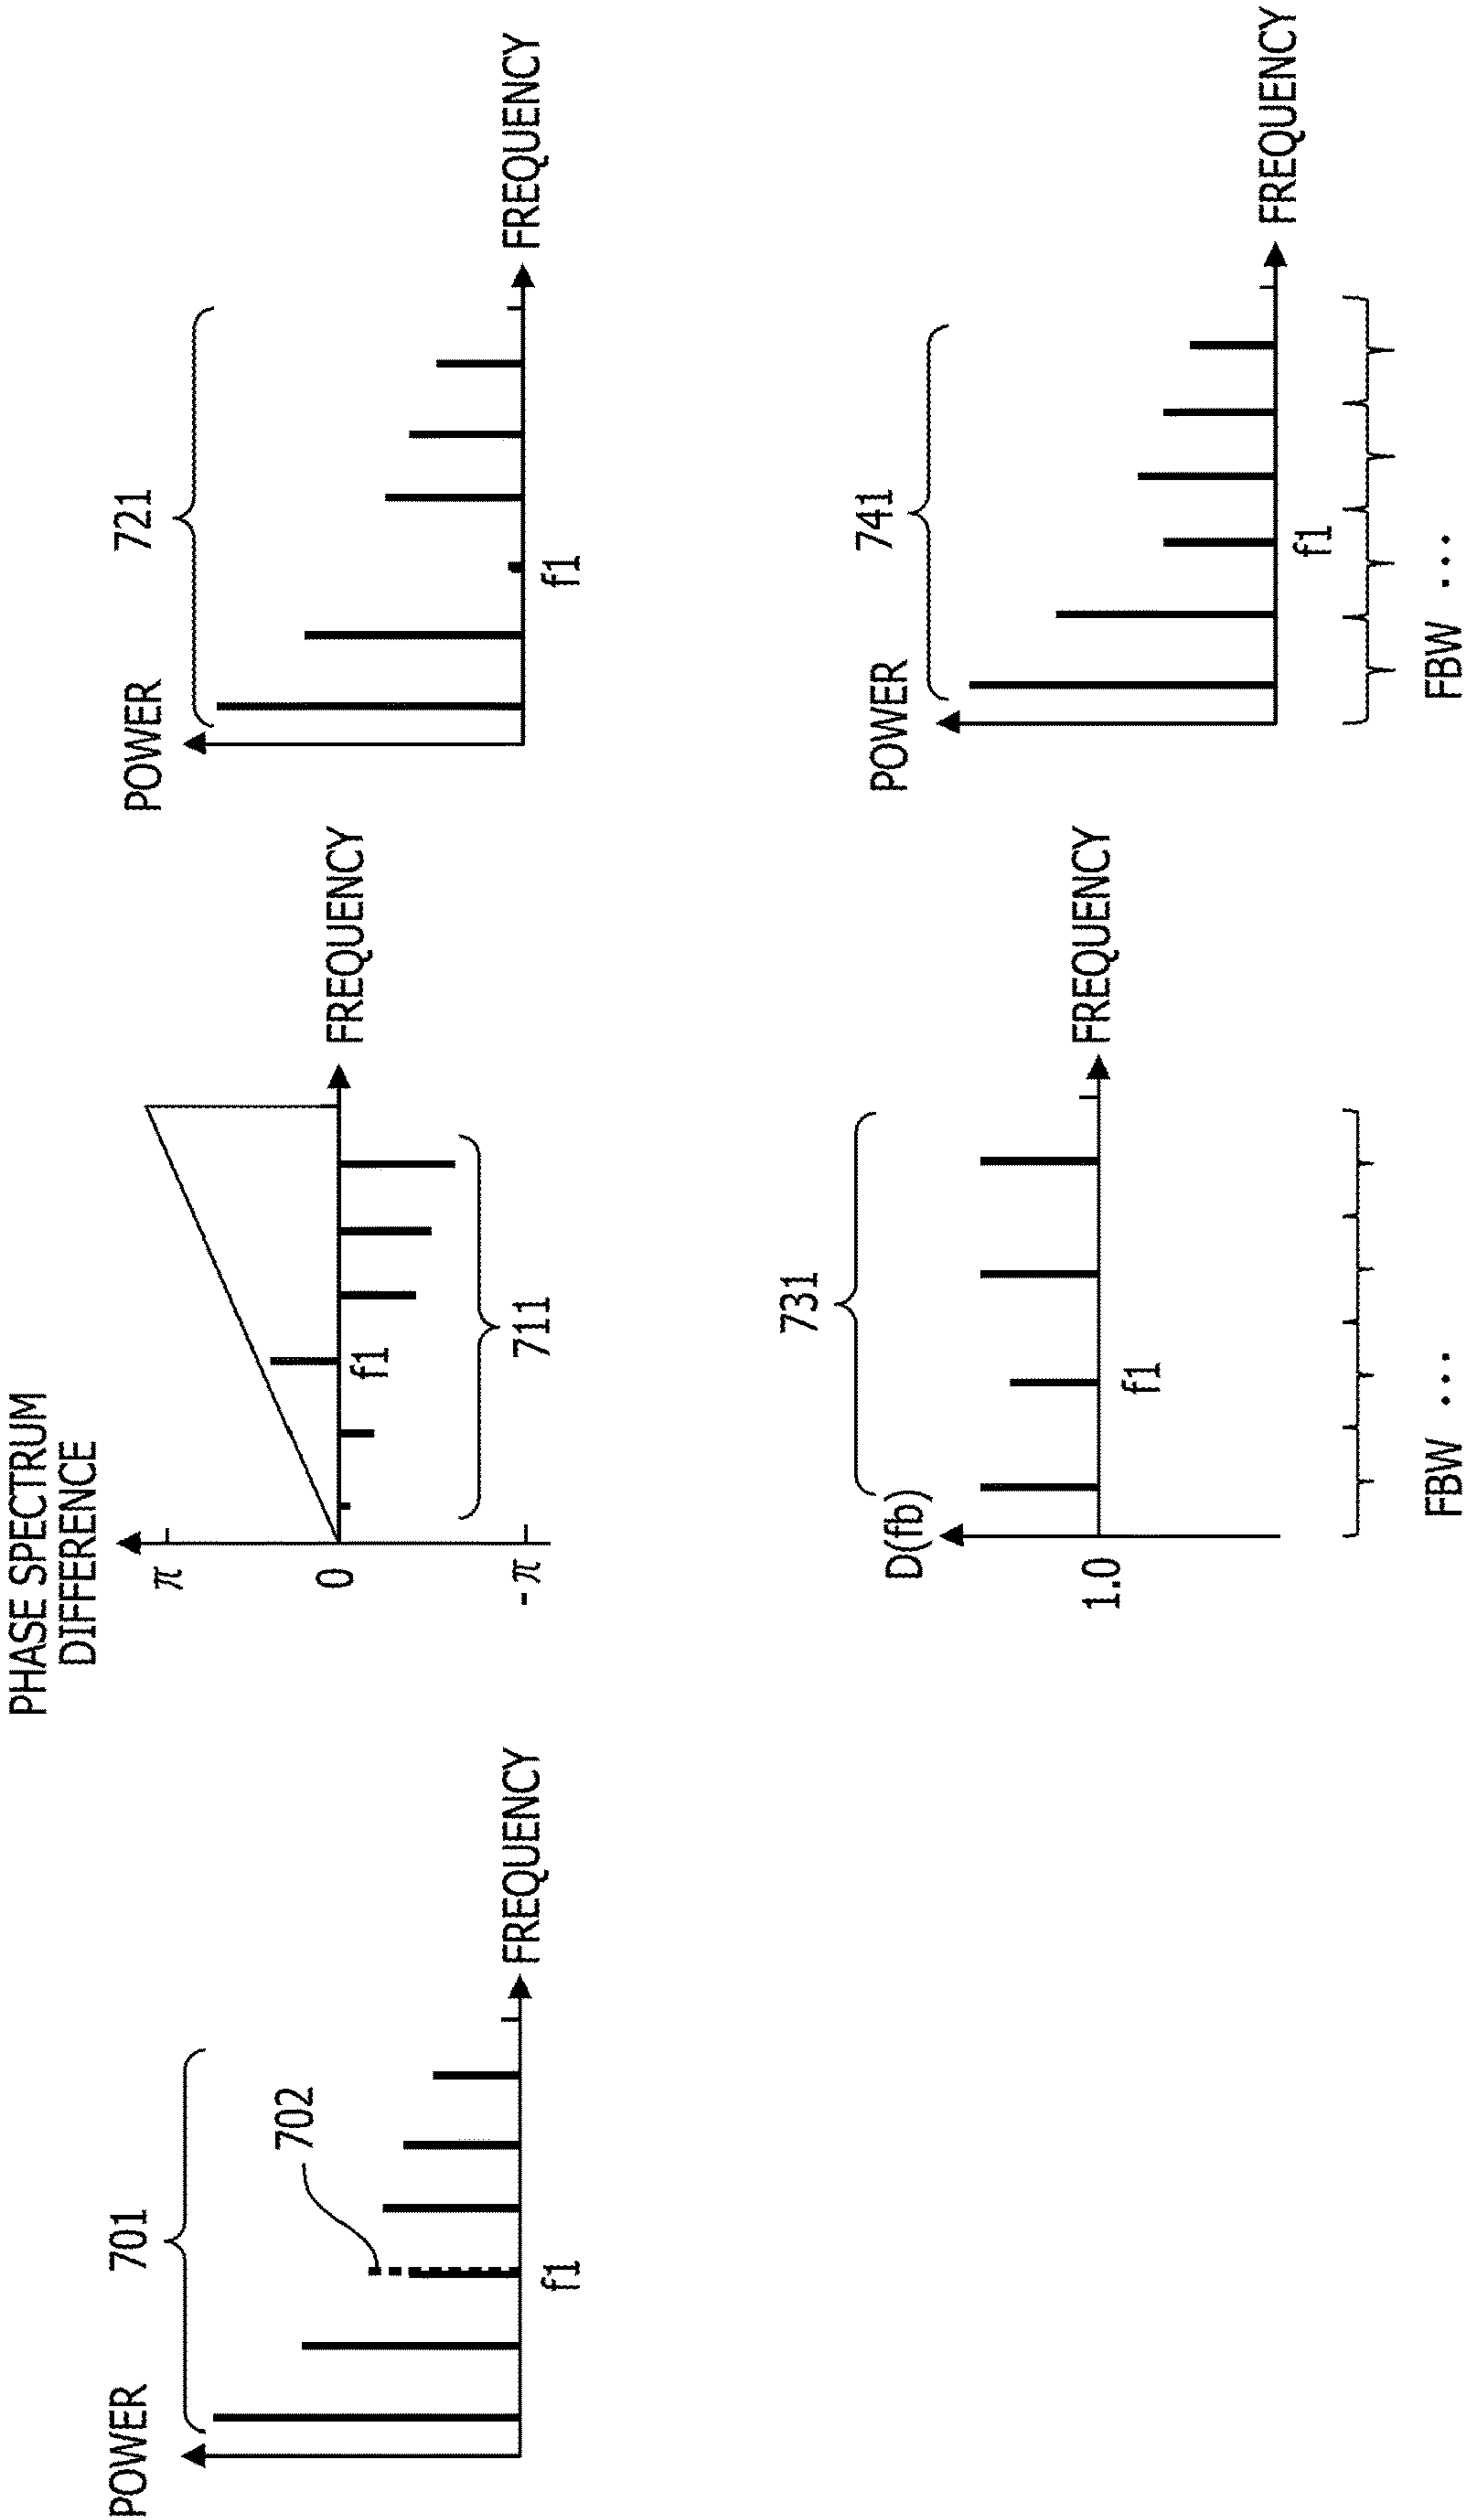 POWER
701
702
f1
FREQUENCY
PHASE SPECTRUM
DIFFERENCE
π
0
-π
f1
711
FREQUENCY
POWER
721
f1
FREQUENCY
D(fb)
731
1.0
f1
FREQUENCY
FBW ...
POWER
741
f1
FREQUENCY
FBW ...